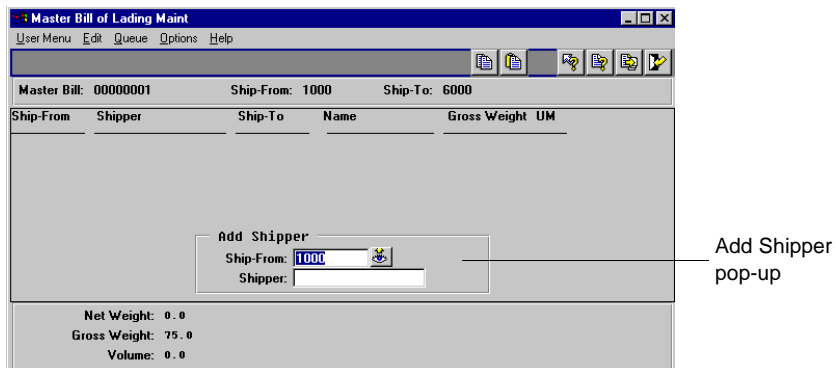 Master Bill of Lading Maint
User Menu Edit Queue Options Help
Master Bill: 00000001 Ship-From: 1000 Ship-To: 6000
Ship-From Shipper Ship-To Name Gross Weight UM
Add Shipper
Ship-From: 1000
Shipper:
Add Shipper
pop-up
Net Weight: 0.0
Gross Weight: 75.0
Volume: 0.0